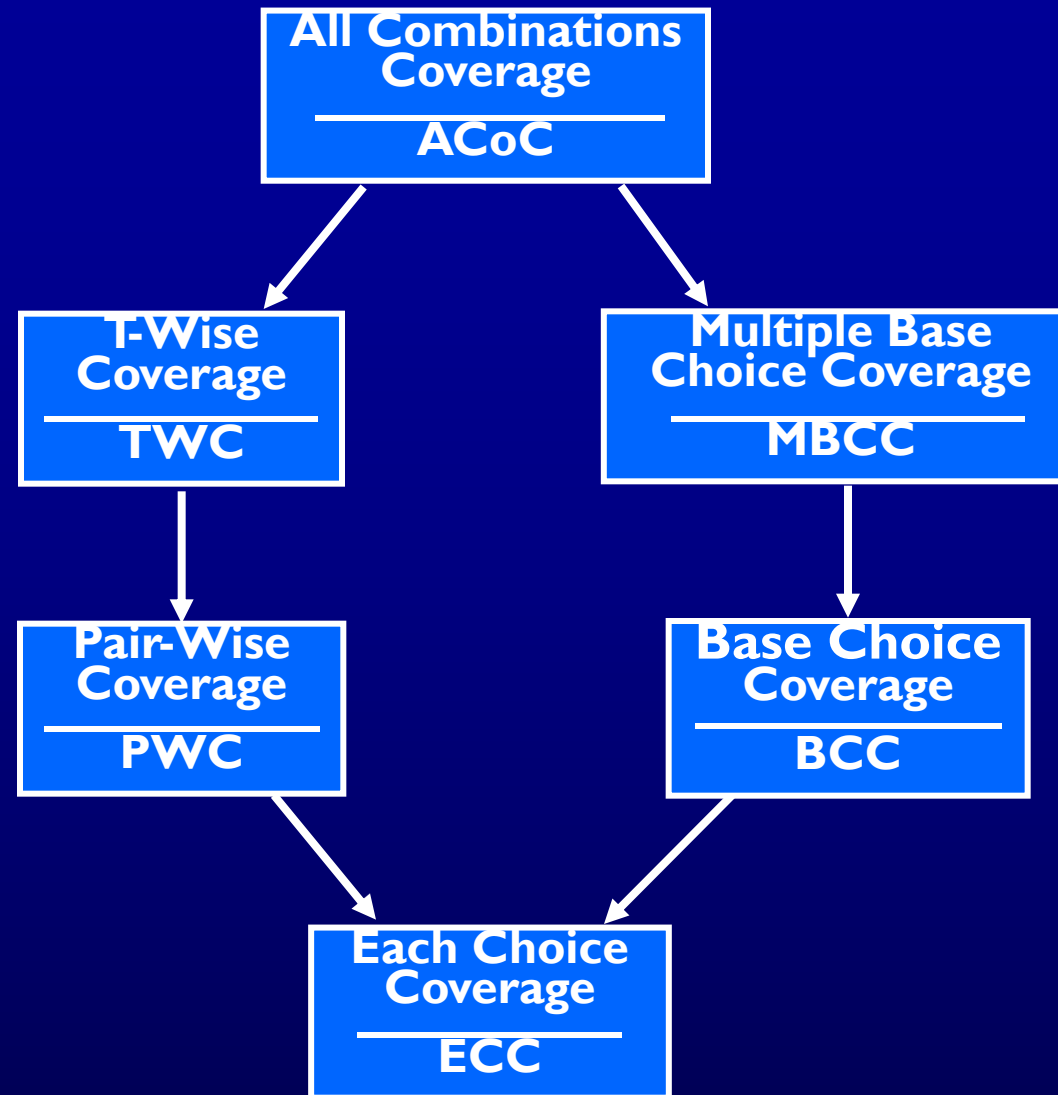 All Combinations
Coverage
ACoC
T-Wise
Coverage
TWC
Multiple Base
Choice Coverage
MBCC
Pair-Wise
Coverage
PWC
Base Choice
Coverage
BCC
Each Choice
Coverage
ECC